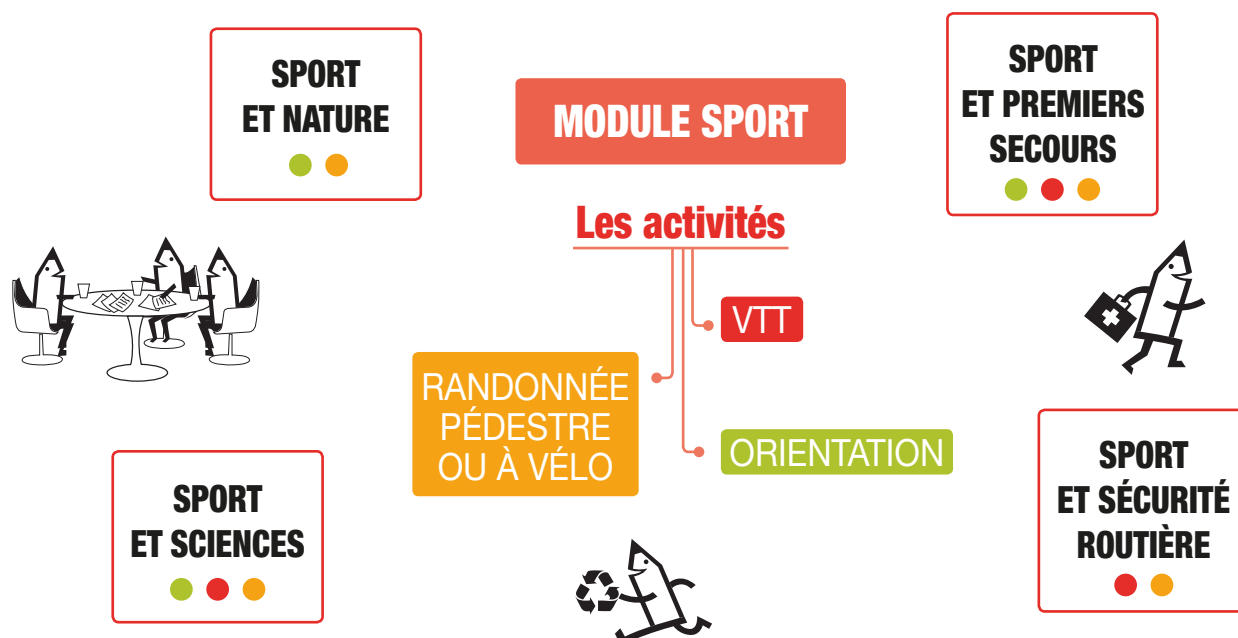 SPORT
ET NATURE
MODULE SPORT
SPORT
ET PREMIERS
SECOURS
Les activités
VTT
RANDONNÉE
PÉDESTRE
OU À VÉLO
ORIENTATION
SPORT
ET SCIENCES
SPORT
ET SÉCURITÉ
ROUTIÈRE